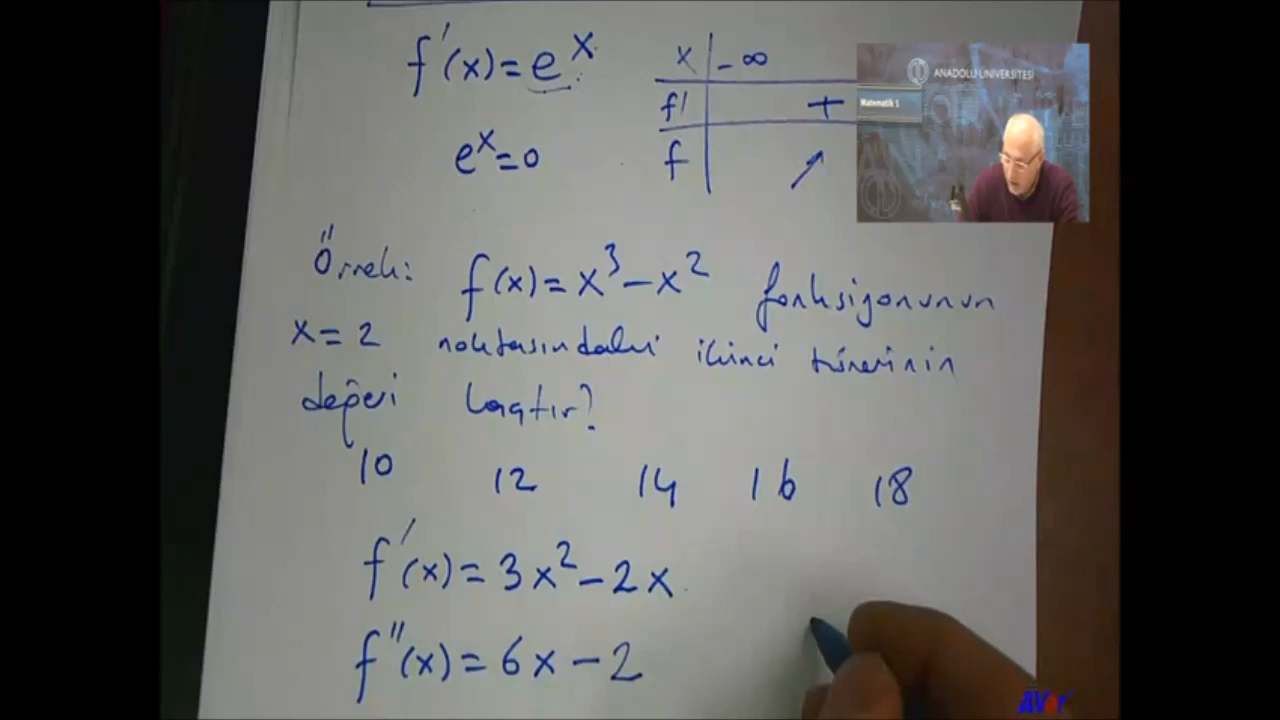 f'(x) = e^x
x | -∞
f' | +
f | ↗
e^x = 0
ANADOLU ÜNİVERSİTESİ
Matematik 1
Örnek: f(x) = x^3 - x^2 fonksiyonunun
x = 2 noktasındaki ikinci türevinin
değeri kaçtır?
10 12 14 16 18
f'(x) = 3x^2 - 2x
f''(x) = 6x - 2